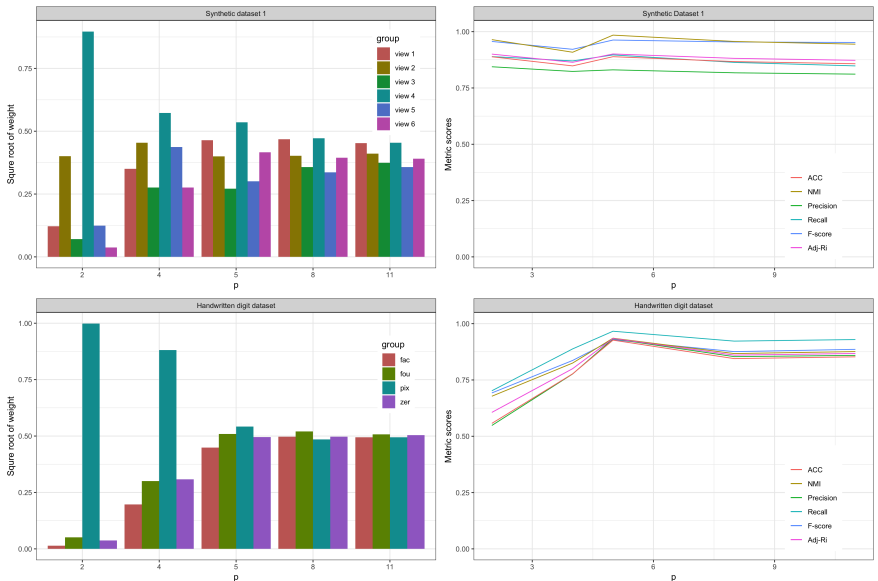 Synthetic dataset 1
Squre root of weight
0.75
0.50
0.25
0.00
group
view 1
view 2
view 3
view 4
view 5
view 6
2 4 5 8 11
p
Synthetic Dataset 1
Metric scores
1.00
0.75
0.50
0.25
0.00
ACC
NMI
Precision
Recall
F-score
Adj-Ri
3 6 9
p
Handwritten digit dataset
Squre root of weight
1.00
0.75
0.50
0.25
0.00
group
fac
fou
pix
zer
2 4 5 8 11
p
Handwritten digit dataset
Metric scores
1.00
0.75
0.50
0.25
0.00
ACC
NMI
Precision
Recall
F-score
Adj-Ri
3 6 9
p